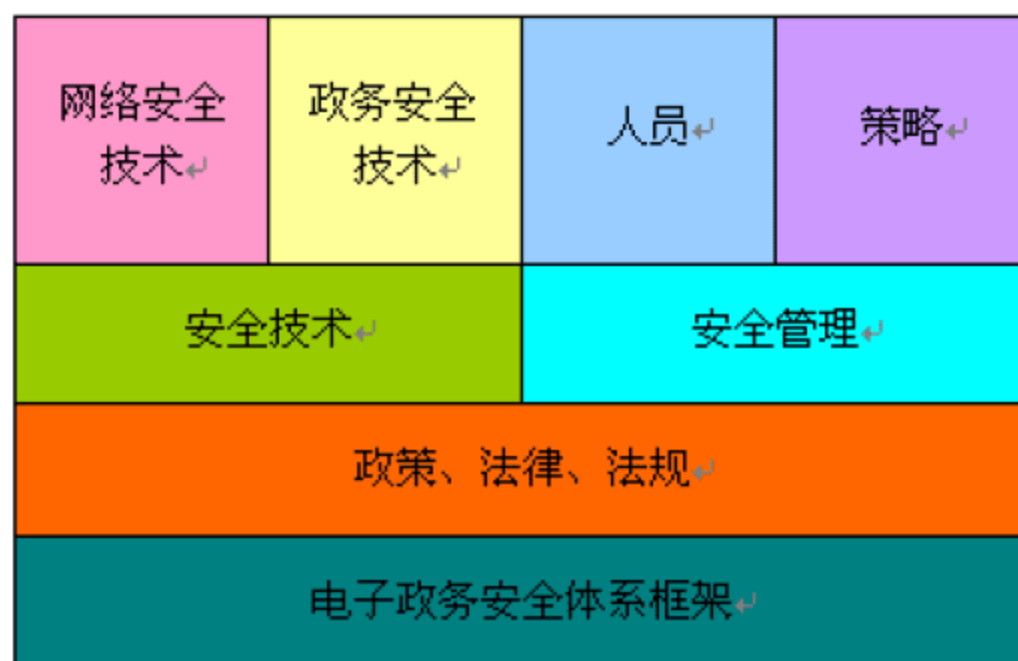 网络安全
技术
政务安全
技术
人员
策略
安全技术
安全管理
政策、法律、法规
电子政务安全体系框架